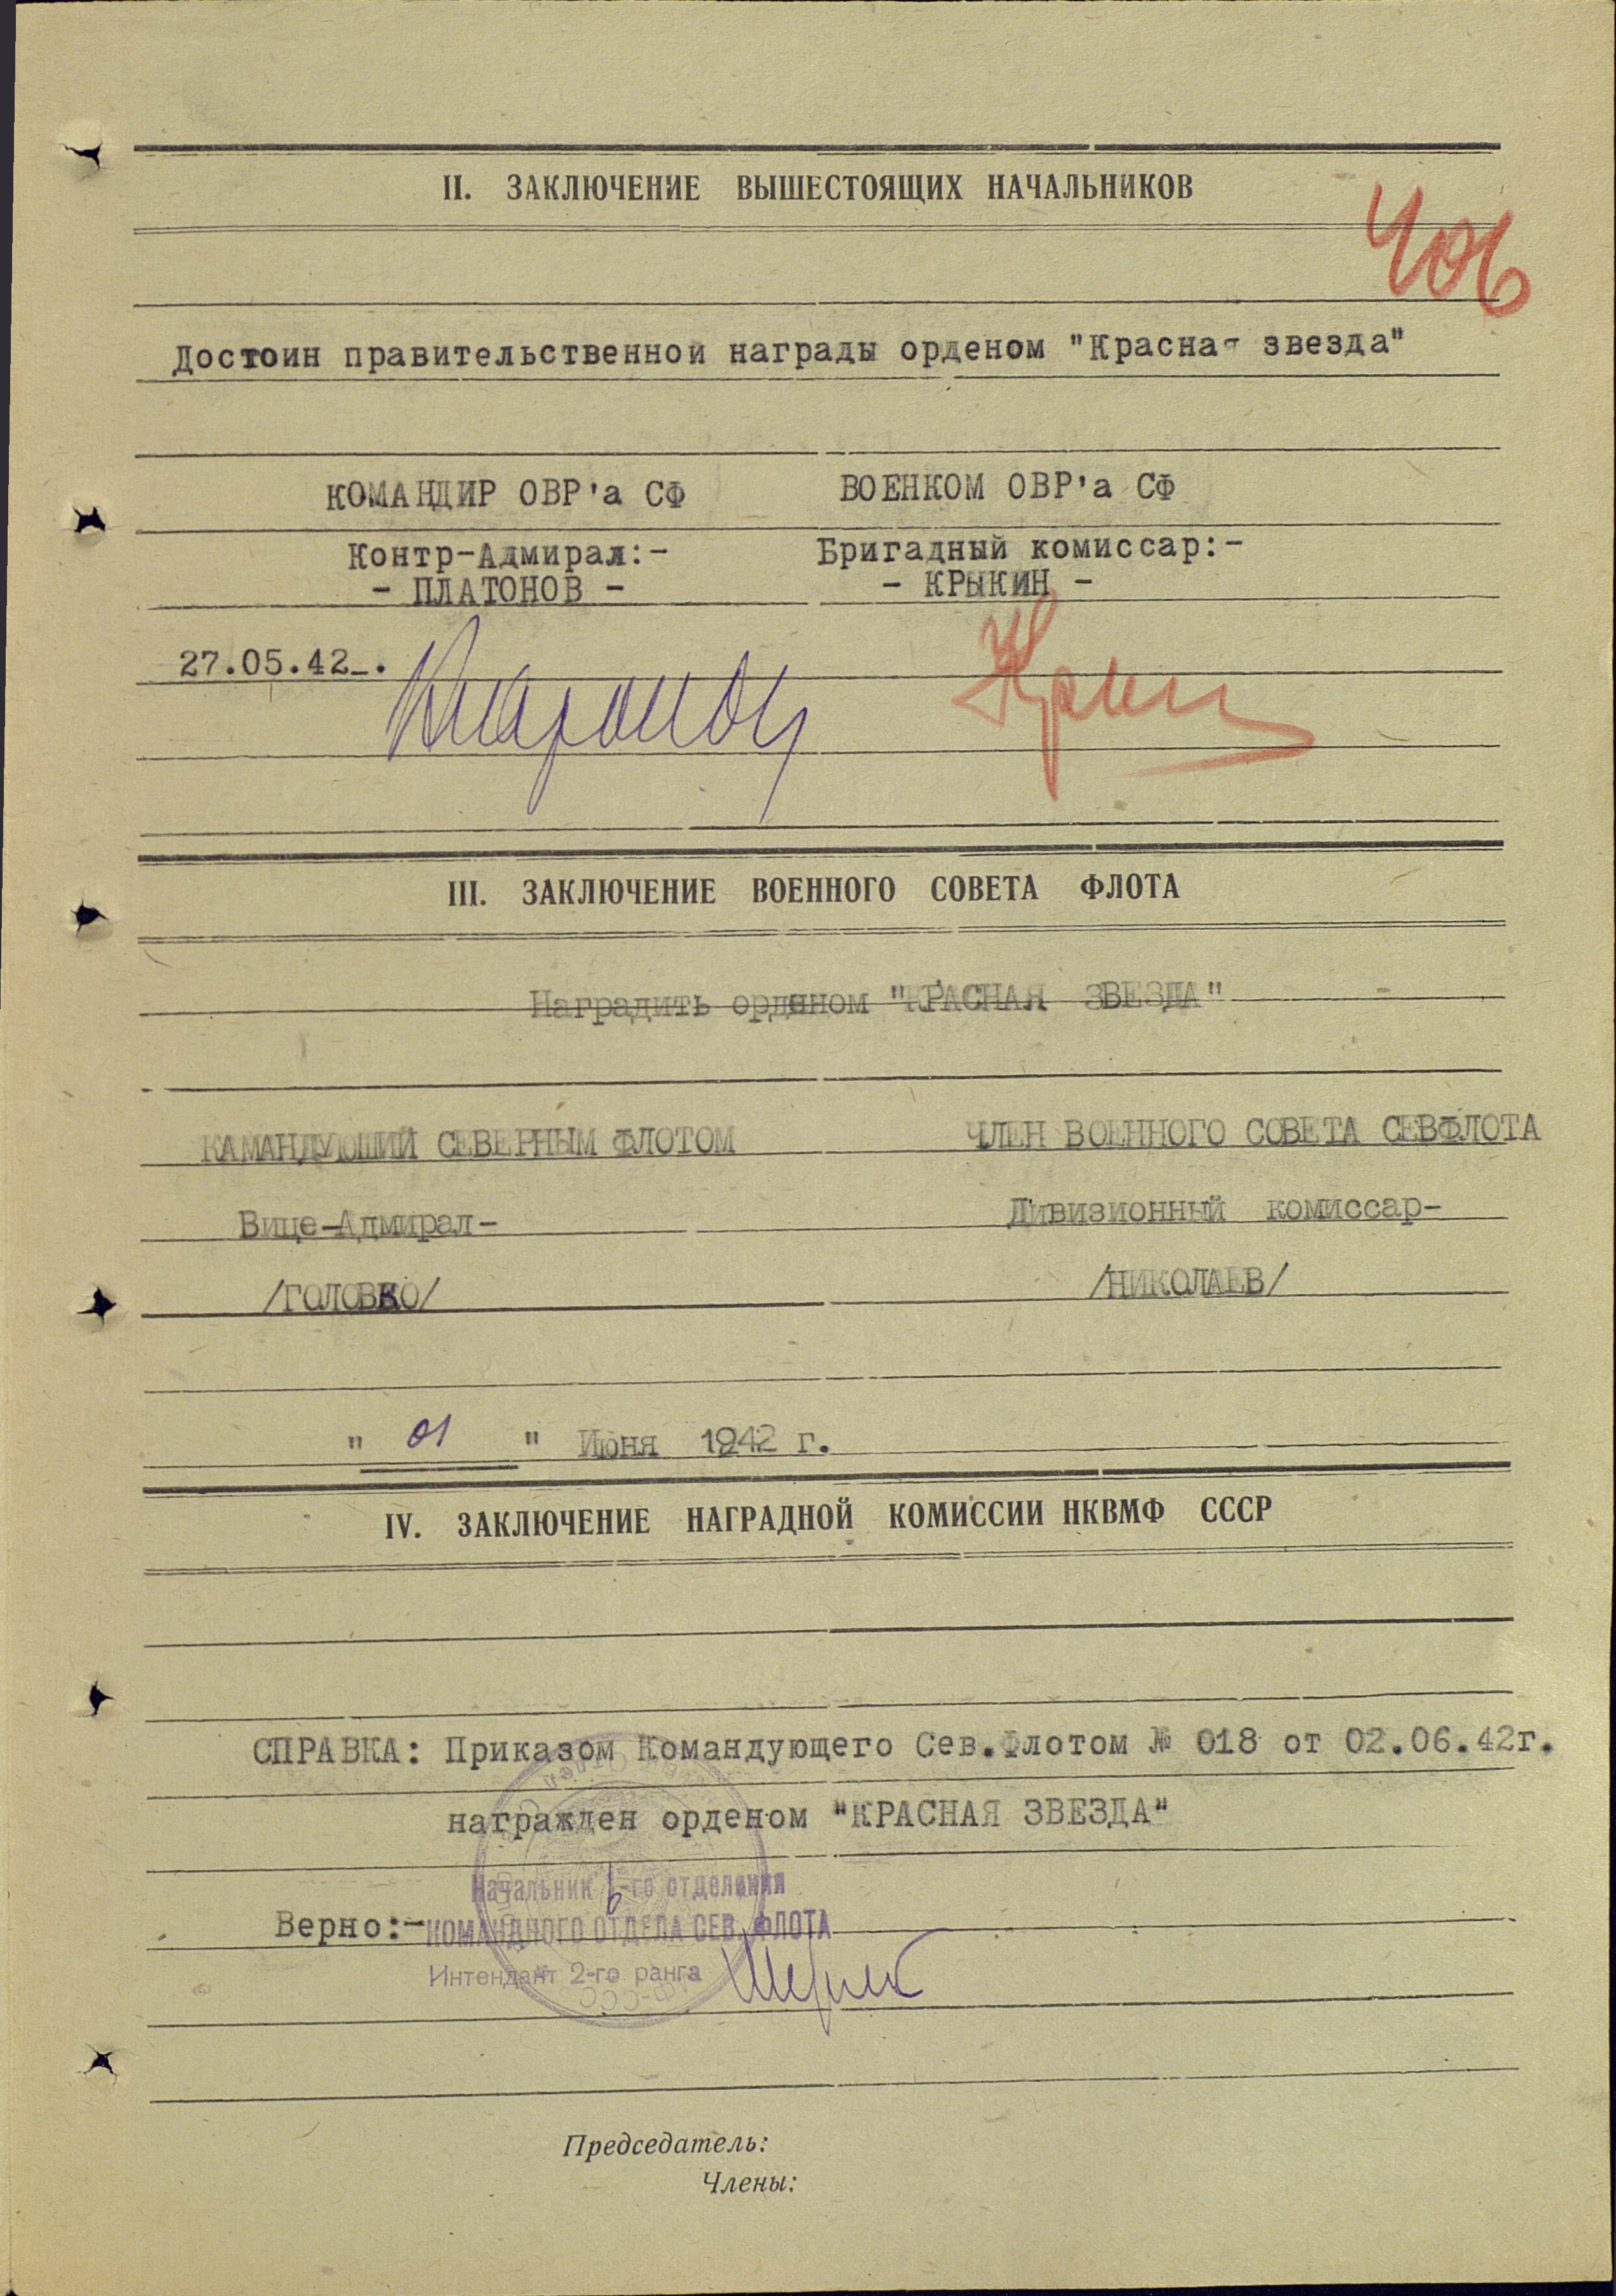 II. ЗАКЛЮЧЕНИЕ ВЫШЕСТОЯЩИХ НАЧАЛЬНИКОВ
406
Достоин правительственной награды орденом "Красная звезда"
КОМАНДИР ОВР'а СФ ВОЕНКОМ ОВР'а СФ
Контр-Адмирал:- Бригадный комиссар:-
- ПЛАТОНОВ - - КРЫКИН -
27.05.42_.
III. ЗАКЛЮЧЕНИЕ ВОЕННОГО СОВЕТА ФЛОТА
Наградить орденом "КРАСНАЯ ЗВЕЗДА"
КАМАНДУЮЩИЙ СЕВЕРНЫМ ФЛОТОМ ЧЛЕН ВОЕННОГО СОВЕТА СЕВФЛОТА
Вице-Адмирал- Дивизионный комиссар-
/ГОЛОВКО/ /НИКОЛАЕВ/
" 01 " Июня 1942 г.
IV. ЗАКЛЮЧЕНИЕ НАГРАДНОЙ КОМИССИИ НКВМФ СССР
СПРАВКА: Приказом Командующего Сев.Флотом № 018 от 02.06.42г.
награжден орденом "КРАСНАЯ ЗВЕЗДА"
Начальник 6-го отделения
Верно:- КОМАНДНОГО ОТДЕЛА СЕВ. ФЛОТА
Интендант 2-го ранга
Председатель:
Члены: